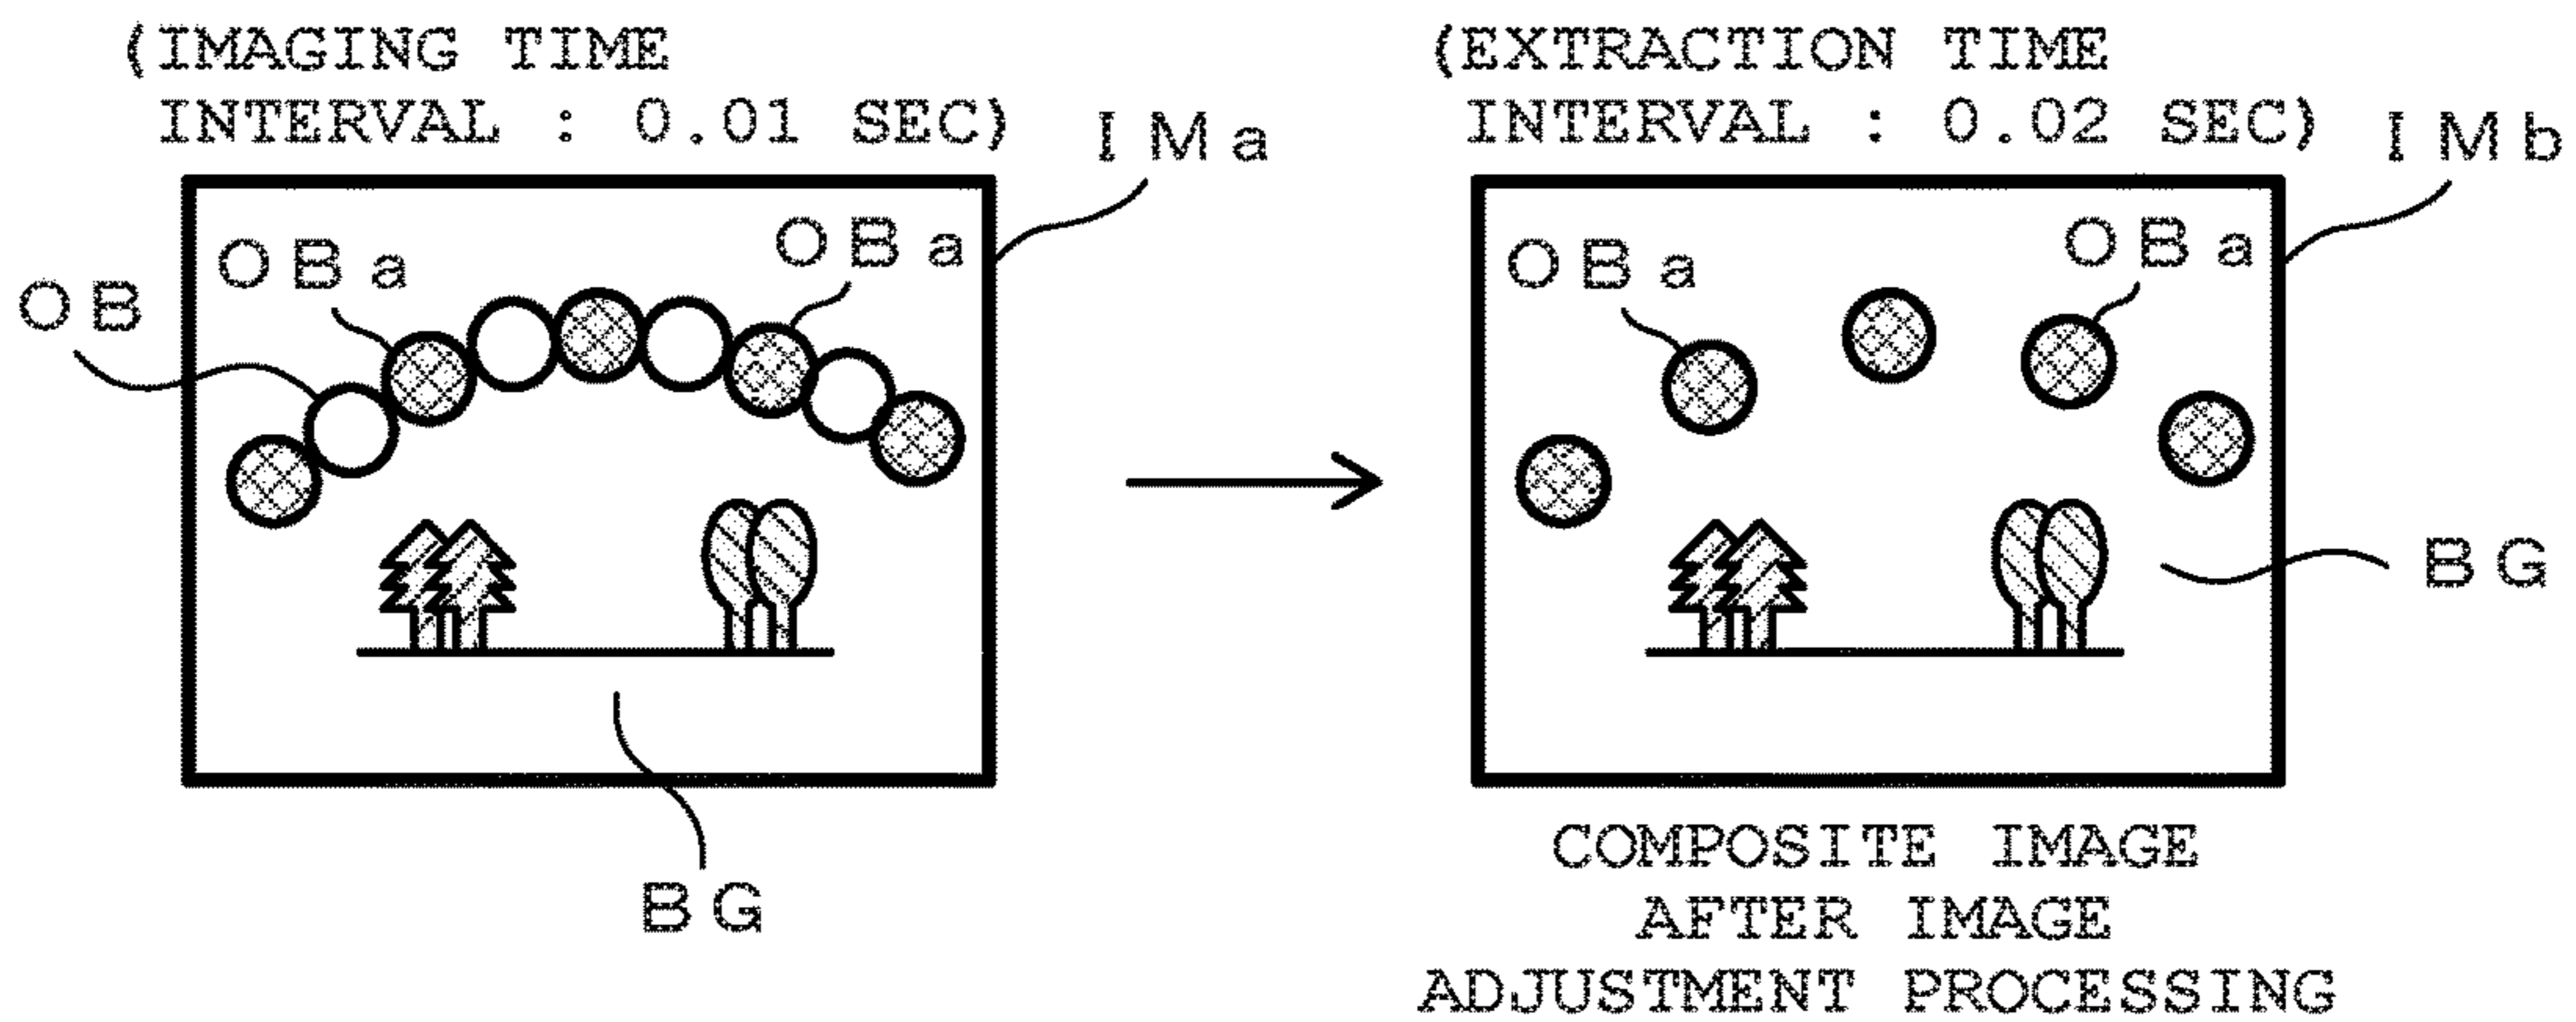 (IMAGING TIME
INTERVAL : 0.01 SEC)
IMa
OBa
OBa
OB
BG
(EXTRACTION TIME
INTERVAL : 0.02 SEC)
IMb
OBa
OBa
BG
COMPOSITE IMAGE
AFTER IMAGE
ADJUSTMENT PROCESSING